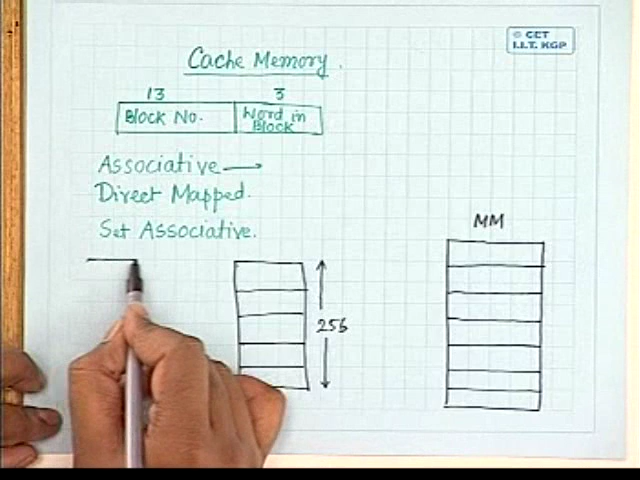 © CET
I.I.T. KGP
Cache Memory.
13 3
Block No. Word in Block
Associative →
Direct Mapped.
Set Associative.
MM
256